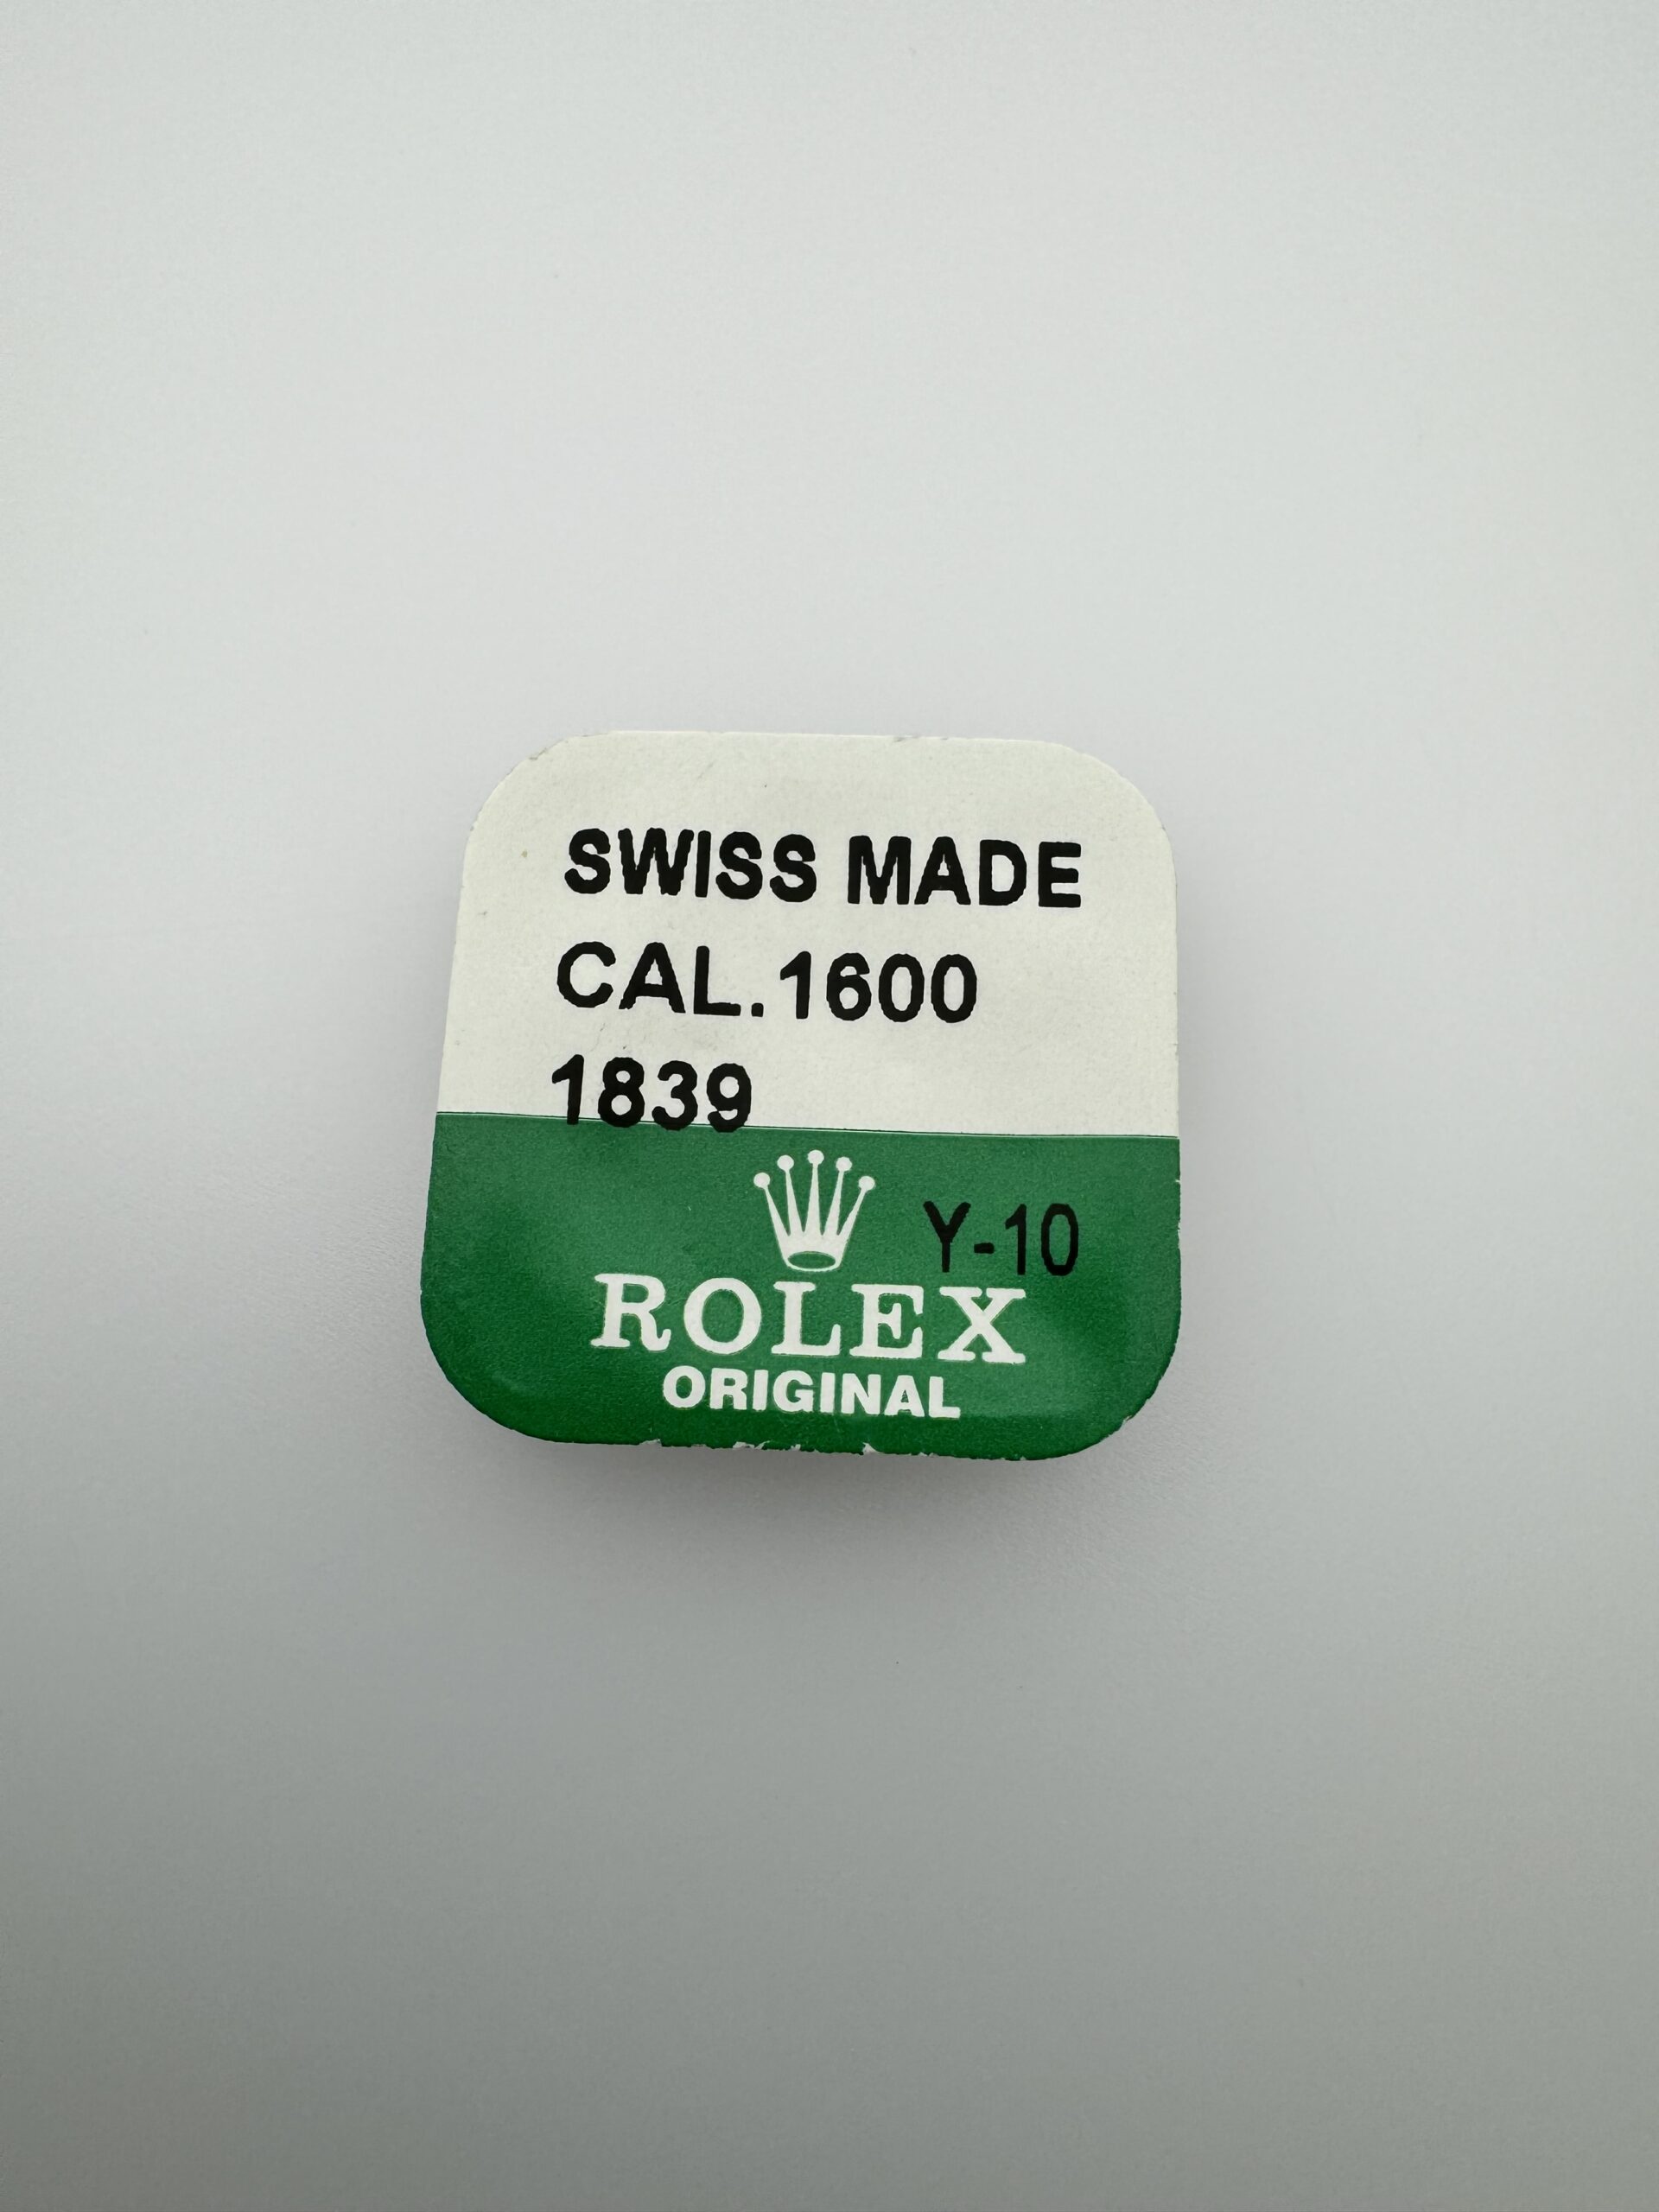 SWISS MADE
CAL.1600
1839
Y-10
ROLEX
ORIGINAL